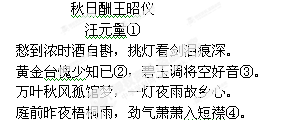 秋日酬王昭仪
汪元量①
愁到浓时酒自斟，挑灯看剑泪痕深。
黄金台愧少知已②，碧玉调将空好音③。
万叶秋风孤馆梦，一灯夜雨故乡心。
庭前昨夜梧桐雨，劲气萧萧入短襟④。